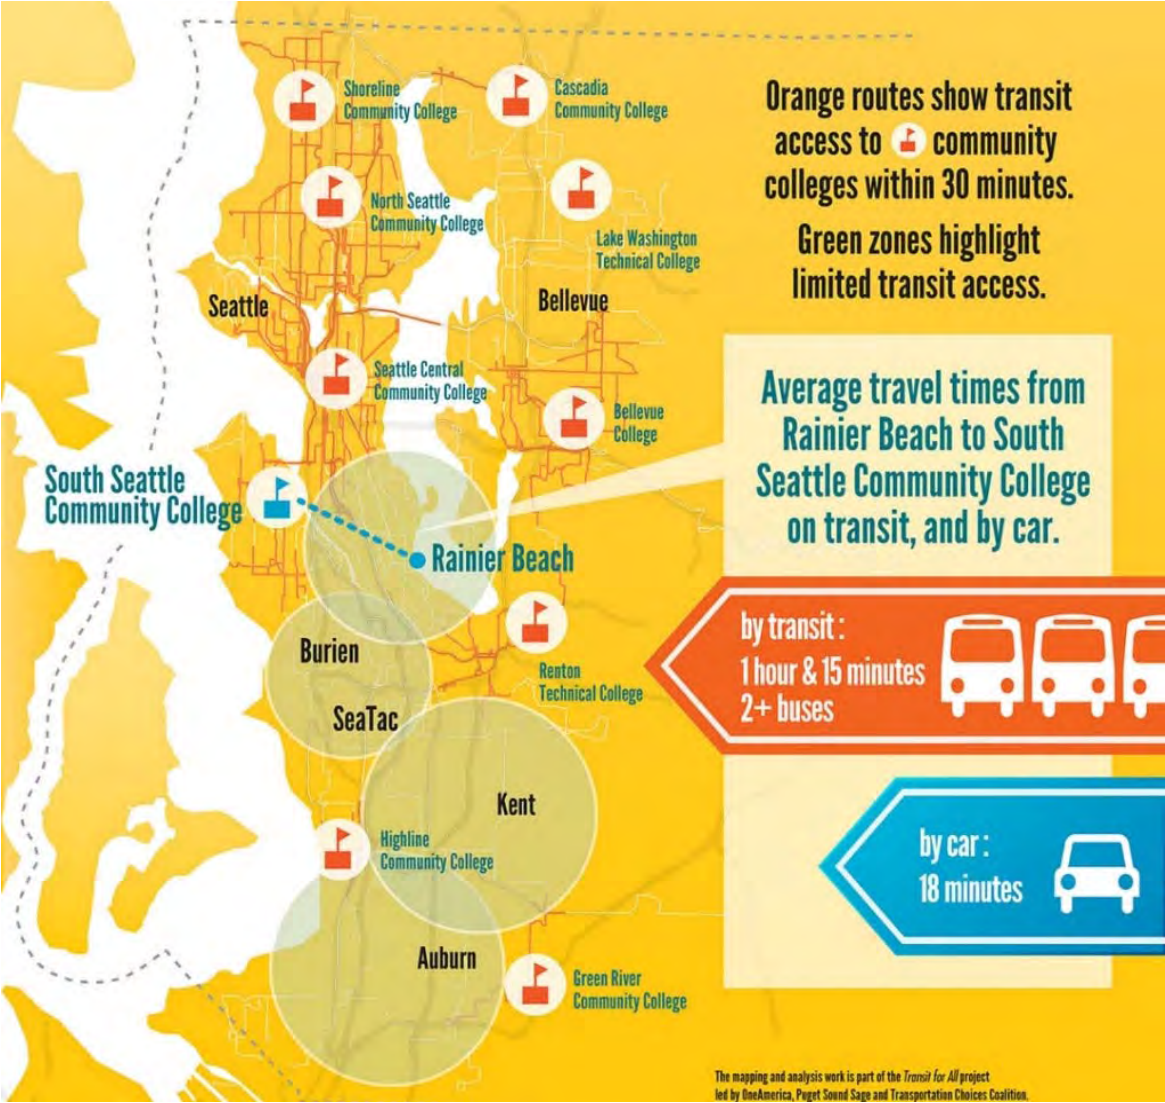 Shoreline
Community College
Cascadia
Community College
North Seattle
Community College
Lake Washington
Technical College
Seattle
Bellevue
Seattle Central
Community College
Bellevue
College
South Seattle
Community College
Rainier Beach
Burien
SeaTac
Renton
Technical College
Kent
Highline
Community College
Auburn
Green River
Community College
Orange routes show transit
access to community
colleges within 30 minutes.
Green zones highlight
limited transit access.
Average travel times from
Rainier Beach to South
Seattle Community College
on transit, and by car.
by transit :
1 hour & 15 minutes
2+ buses
by car :
18 minutes
The mapping and analysis work is part of the Transit for All project
led by OneAmerica, Puget Sound Sage and Transportation Choices Coalition.